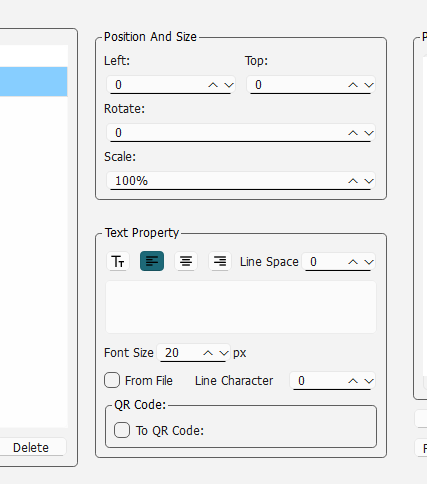 Position And Size
Left: Top:
0 0
Rotate:
0
Scale:
100%
Text Property
TT Line Space 0
Font Size 20 px
From File Line Character 0
QR Code:
To QR Code:
Delete